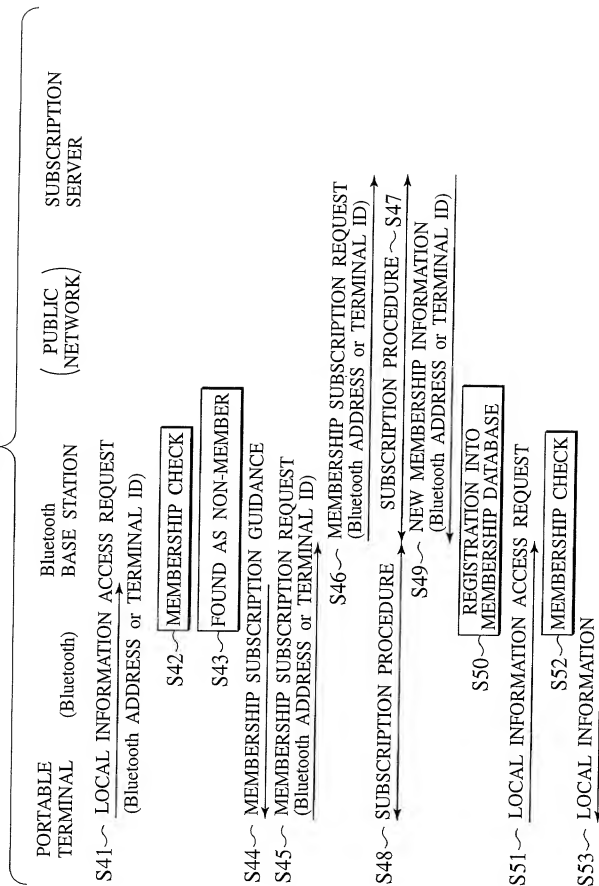 PORTABLE
TERMINAL
(Bluetooth)
Bluetooth
BASE STATION
(PUBLIC
NETWORK)
SUBSCRIPTION
SERVER
S41~ LOCAL INFORMATION ACCESS REQUEST
(Bluetooth ADDRESS or TERMINAL ID)
S42~ MEMBERSHIP CHECK
S43~ FOUND AS NON-MEMBER
S44~ MEMBERSHIP SUBSCRIPTION GUIDANCE
S45~ MEMBERSHIP SUBSCRIPTION REQUEST
(Bluetooth ADDRESS or TERMINAL ID)
S46~ MEMBERSHIP SUBSCRIPTION REQUEST
(Bluetooth ADDRESS or TERMINAL ID)
S48~ SUBSCRIPTION PROCEDURE
SUBSCRIPTION PROCEDURE ~S47
S49~ NEW MEMBERSHIP INFORMATION
(Bluetooth ADDRESS or TERMINAL ID)
S50~ REGISTRATION INTO
MEMBERSHIP DATABASE
S51~ LOCAL INFORMATION ACCESS REQUEST
S52~ MEMBERSHIP CHECK
S53~ LOCAL INFORMATION